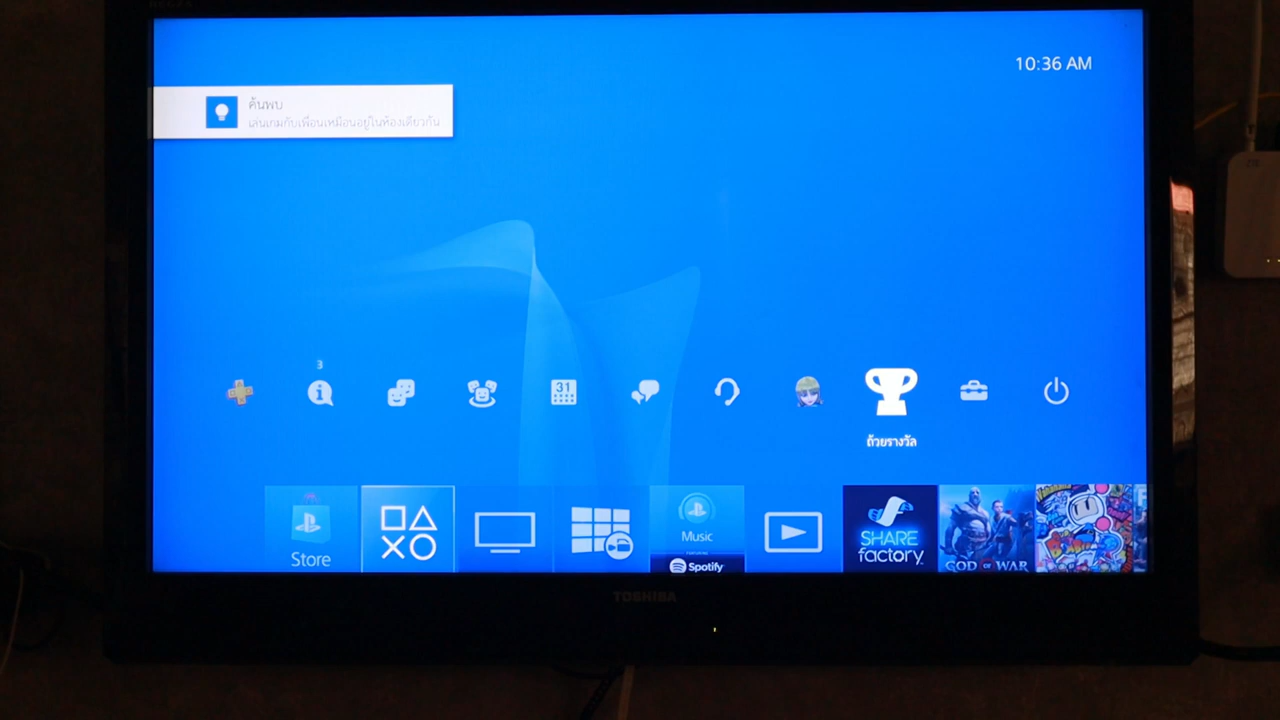 10:36 AM
ค้นพบ
เล่นเกมกับเพื่อนเหมือนอยู่ในห้องเดียวกัน
3
31
ถ้วยรางวัล
Store
Music
FEATURING
Spotify
SHARE
factory
GOD OF WAR
TOSHIBA